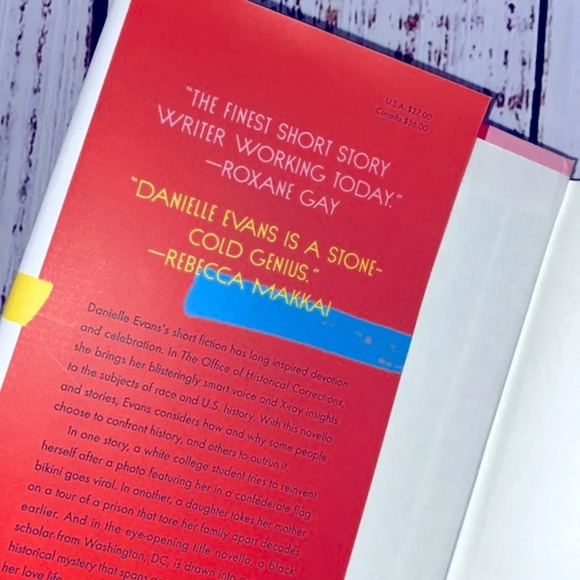 U.S.A. $27.00
Canada $36.00
"THE FINEST SHORT STORY
WRITER WORKING TODAY."
—ROXANE GAY
"DANIELLE EVANS IS A STONE-
COLD GENIUS."
—REBECCA MAKKAI
Danielle Evans's short fiction has long inspired devotion
and celebration. In The Office of Historical Corrections,
she brings her blisteringly smart voice and X-ray insights
to the subjects of race and U.S. history. With this novella
and stories, Evans considers how and why some people
choose to confront history, and others to outrun it.
In one story, a white college student tries to reinvent
herself after a photo featuring her in a confederate flag
bikini goes viral. In another, a daughter takes her mother
on a tour of a prison that tore her family apart decades
earlier. And in the eye-opening title novella, a black
scholar from Washington, DC, is drawn into
historical mystery that spans
her love life